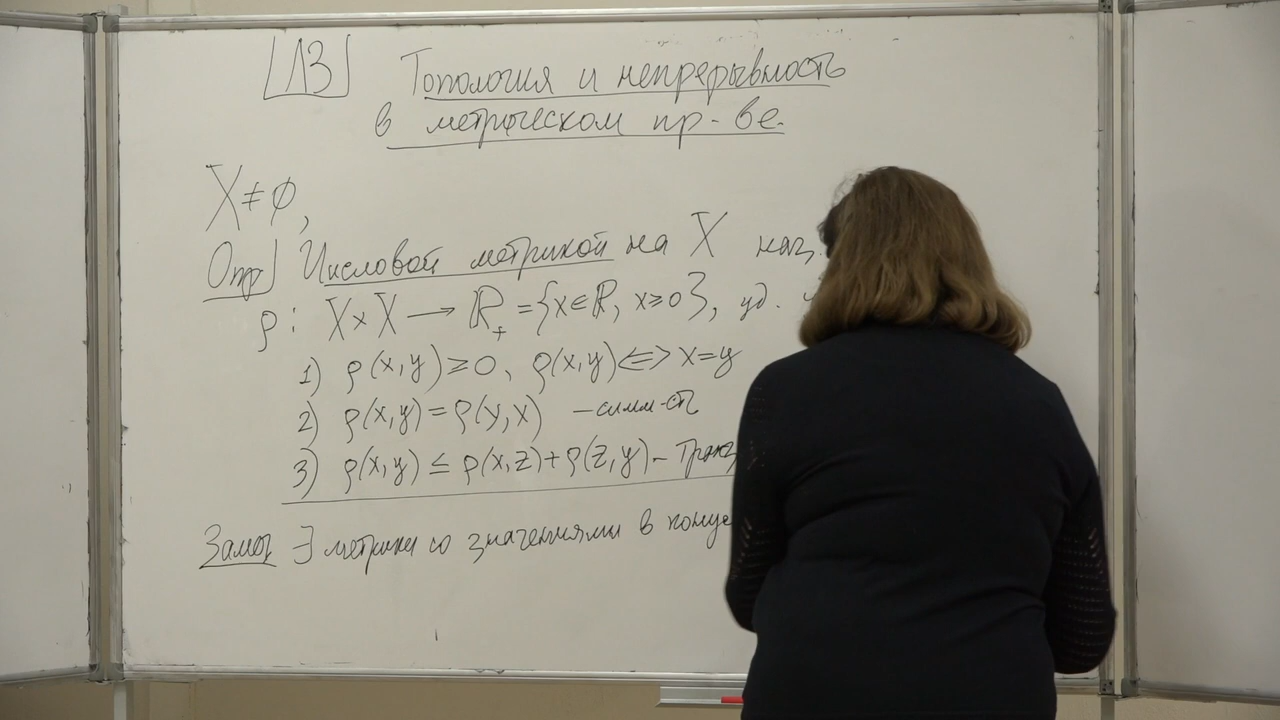 Л3 Топология и непрерывность
в метрическом пр-ве.
X ≠ ∅,
Опр Числовой метрикой на X наз.
ρ: X × X → ℝ₊ = {x ∈ ℝ, x ≥ 0}, уд.
1) ρ(x,y) ≥ 0, ρ(x,y) ⇔ x = y
2) ρ(x,y) = ρ(y,x) – симм-ть
3) ρ(x,y) ≤ ρ(x,z) + ρ(z,y) –
Замеч ∃ метрики со значениями в конусе